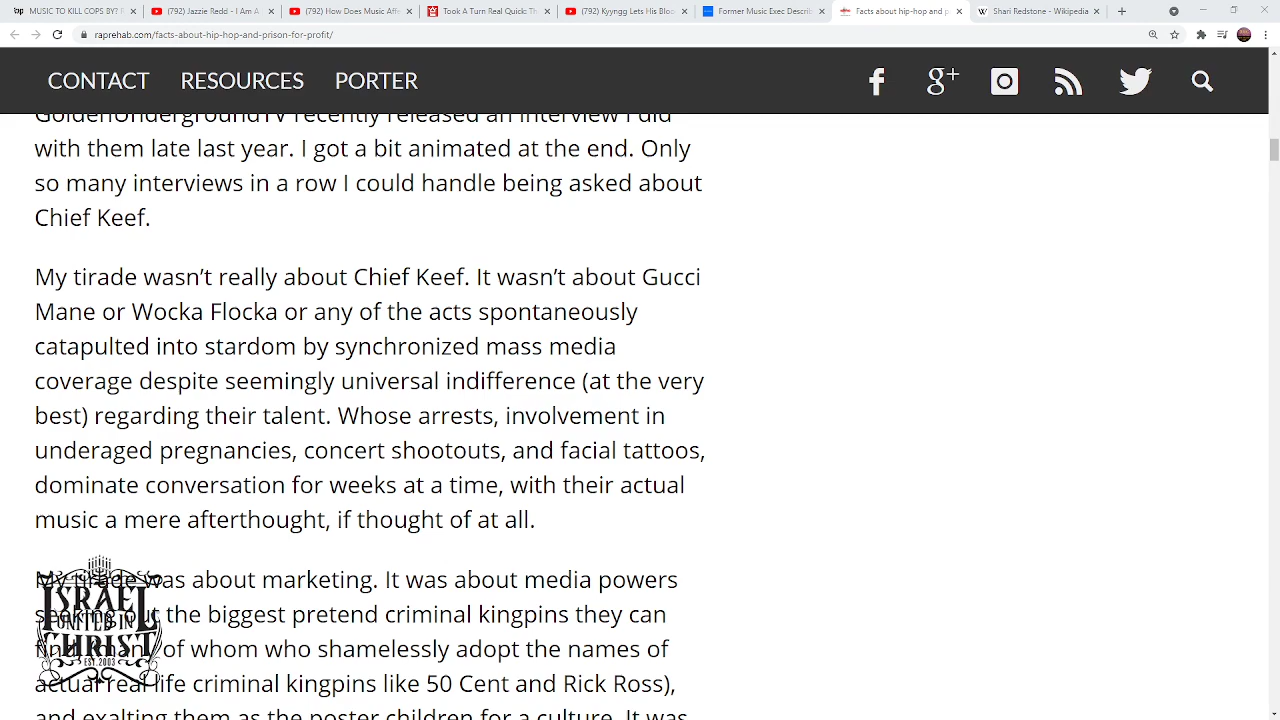 (792) Jazzie Redd - I Am A
(792) How Does Music Affe
Took A Turn Real Quick: Th
(792) Kyyngg Lets His Bloo
Former Music Exec Describ
Facts about hip-hop and p
Shari Redstone - Wikipedia
MUSIC TO KILL COPS BY? R
raprehab.com/facts-about-hip-hop-and-prison-for-profit/
CONTACT RESOURCES PORTER
GoldenUndergroundTV recently released an interview I did
with them late last year. I got a bit animated at the end. Only
so many interviews in a row I could handle being asked about
Chief Keef.
My tirade wasn't really about Chief Keef. It wasn't about Gucci
Mane or Wocka Flocka or any of the acts spontaneously
catapulted into stardom by synchronized mass media
coverage despite seemingly universal indifference (at the very
best) regarding their talent. Whose arrests, involvement in
underaged pregnancies, concert shootouts, and facial tattoos,
dominate conversation for weeks at a time, with their actual
music a mere afterthought, if thought of at all.
My tirade was about marketing. It was about media powers
seeking out the biggest pretend criminal kingpins they can
find, (many of whom who shamelessly adopt the names of
actual real life criminal kingpins like 50 Cent and Rick Ross),
and exalting them as the poster children for a culture. It was
ISRAEL
UNITED IN
CHRIST
EST. 2003